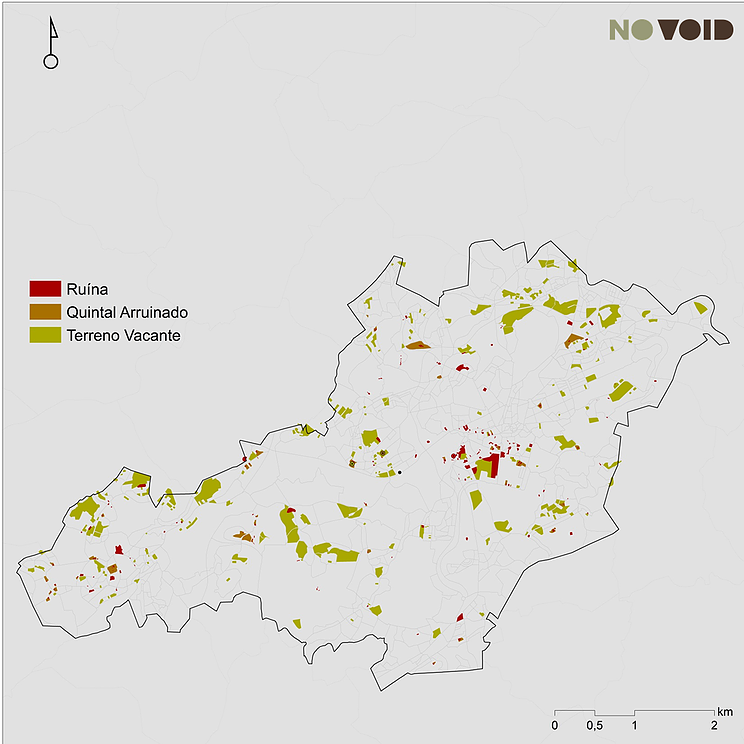 NO VOID
Ruína
Quintal Arruinado
Terreno Vacante
km
0 0,5 1 2